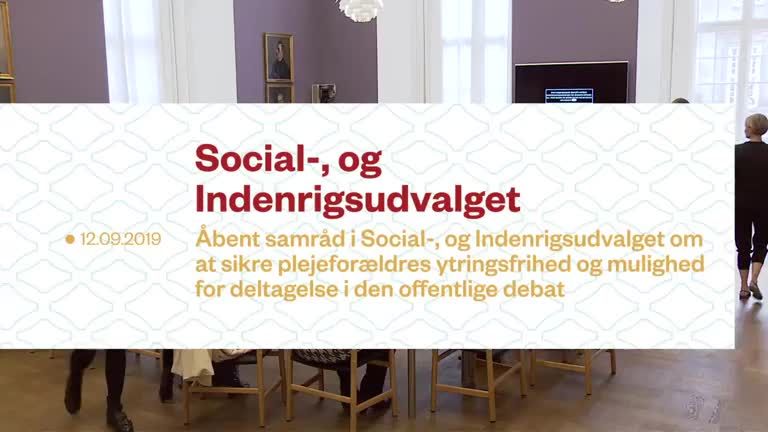 Social-, og
Indenrigsudvalget
12.09.2019
Åbent samråd i Social-, og Indenrigsudvalget om
at sikre plejeforældres ytringsfrihed og mulighed
for deltagelse i den offentlige debat